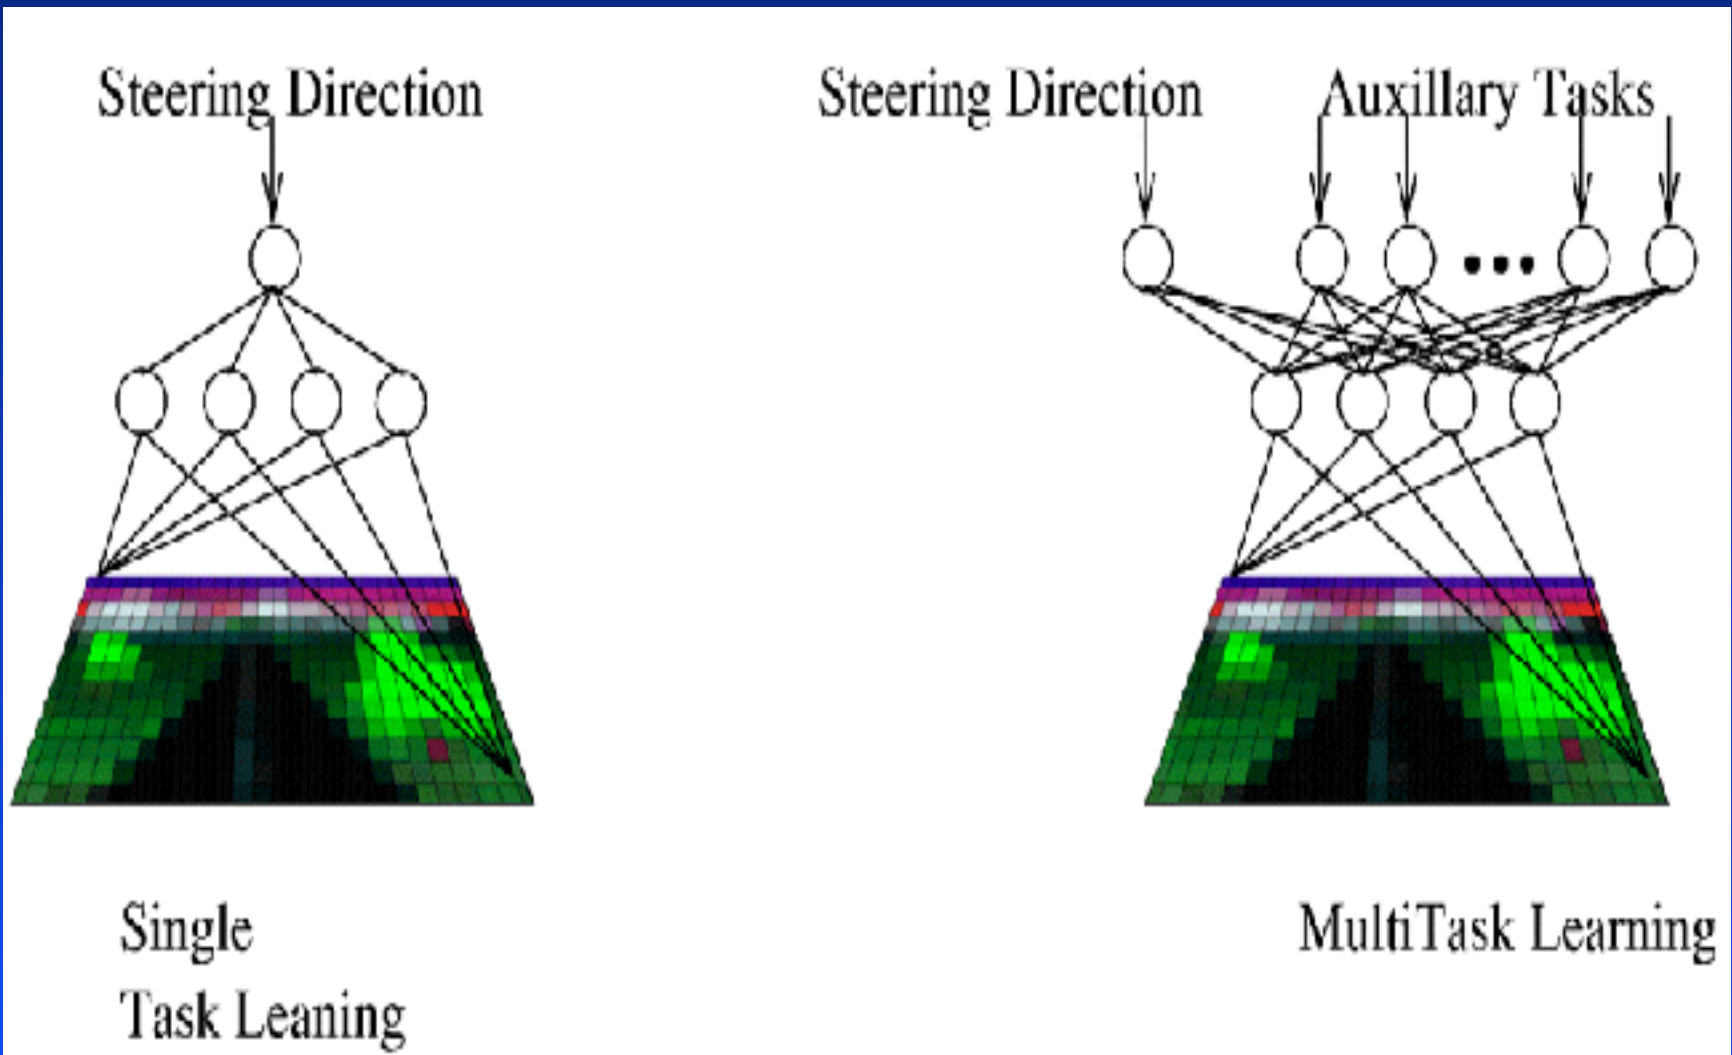 Steering Direction
Steering Direction
Auxillary Tasks
Single
Task Leaning
MultiTask Learning